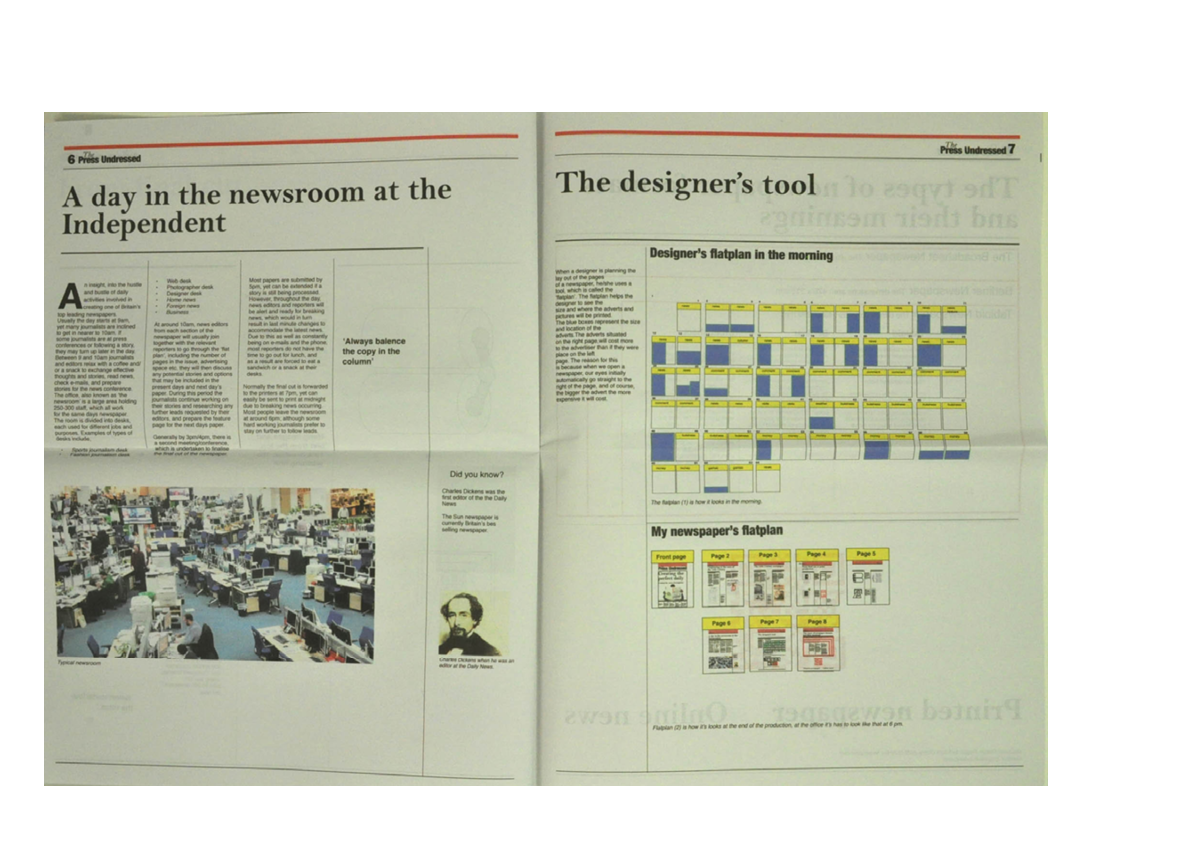 6 The Press Undressed
A day in the newsroom at the
Independent
An insight, into the hustle
and bustle of daily
activities involved in
creating one of Britain's
top leading newspapers.
Usually the day starts at 9am,
yet many journalists are inclined
to get in nearer to 10am, if
some journalists are at press
conferences or following a story,
they may turn up later in the day.
Between 9 and 10am journalists
and editors relax with a coffee and/
or a snack to exchange effective
thoughts and stories, read news,
check e-mails, and prepare
stories for the news conference.
The office, also known as 'the
newsroom' is a large area holding
250-300 staff, which all work
for the same days newspaper.
The room is divided into desks,
each used for different jobs and
purposes. Examples of types of
desks include,
- Sports journalism desk
- Fashion journalism desk
- Web desk
- Photographer desk
- Designer desk
- Home news
- Foreign news
- Business
At around 10am, news editors
from each section of the
newspaper will usually pair
together with the relevant
reporters to go through the 'flat
plan', including the number of
pages in the issue, advertising
space etc, they will then discuss
any potential stories and options
that may be included in the
present days and next day's
paper. During this period the
journalists continue working on
their stories and researching any
further leads requested by their
editors, and prepare the feature
page for the next days paper.
Generally by 3pm/4pm, there is
a second meeting/conference,
which is undertaken to finalise
the final cut of the newspaper.
Most papers are submitted by
5pm, yet can be extended if a
story is still being processed.
However, throughout the day,
news editors and reporters will
be alert and ready for breaking
news, which would in turn
result in last minute changes to
accommodate the latest news.
Due to this as well as constantly
being on e-mails and the phone,
most reporters do not have the
time to go out for lunch, and
as a result are forced to eat a
sandwich or a snack at their
desks.
Normally the final cut is forwarded
to the printers at 7pm, yet can
easily be sent to print at midnight
due to breaking news occurring.
Most people leave the newsroom
at around 6pm, although some
hard working journalists prefer to
stay on further to follow leads.
'Always balence
the copy in the
column'
Typical newsroom
Did you know?
Charles Dickens was the
first editor of the the Daily
News
The Sun newspaper is
currently Britain's bes
selling newspaper.
Charles Dickens when he was an
editor at the Daily News.
The Press Undressed 7
The designer's tool
When a designer is planning the
lay out of the pages
of a newspaper, he/she uses a
tool, which is called the
'flatplan'. The flatplan helps the
designer to see the
size and where the adverts and
pictures will be printed.
The blue boxes represent the size
and location of the
adverts.The adverts situated
on the right page will cost more
to the advertiser than if they were
place on the left
page. The reason for this
is because when we open a
newspaper, our eyes initially
automatically go straight to the
right of the page, and of course,
the bigger the advert the more
expensive it will cost.
Designer's flatplan in the morning
The flatplan (1) is how it looks in the morning.
My newspaper's flatplan
Front page
Page 2
Page 3
Page 4
Page 5
Page 6
Page 7
Page 8
Flatplan (2) is how it's looks at the end of the production, at the office it's has to look like that at 6 pm.